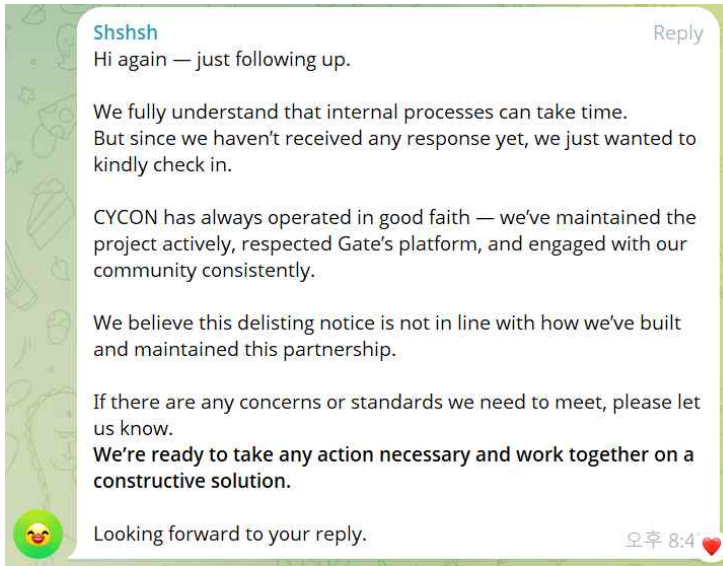 Shshsh
Reply
Hi again — just following up.
We fully understand that internal processes can take time.
But since we haven't received any response yet, we just wanted to
kindly check in.
CYCON has always operated in good faith — we've maintained the
project actively, respected Gate's platform, and engaged with our
community consistently.
We believe this delisting notice is not in line with how we've built
and maintained this partnership.
If there are any concerns or standards we need to meet, please let
us know.
We're ready to take any action necessary and work together on a
constructive solution.
Looking forward to your reply.
오후